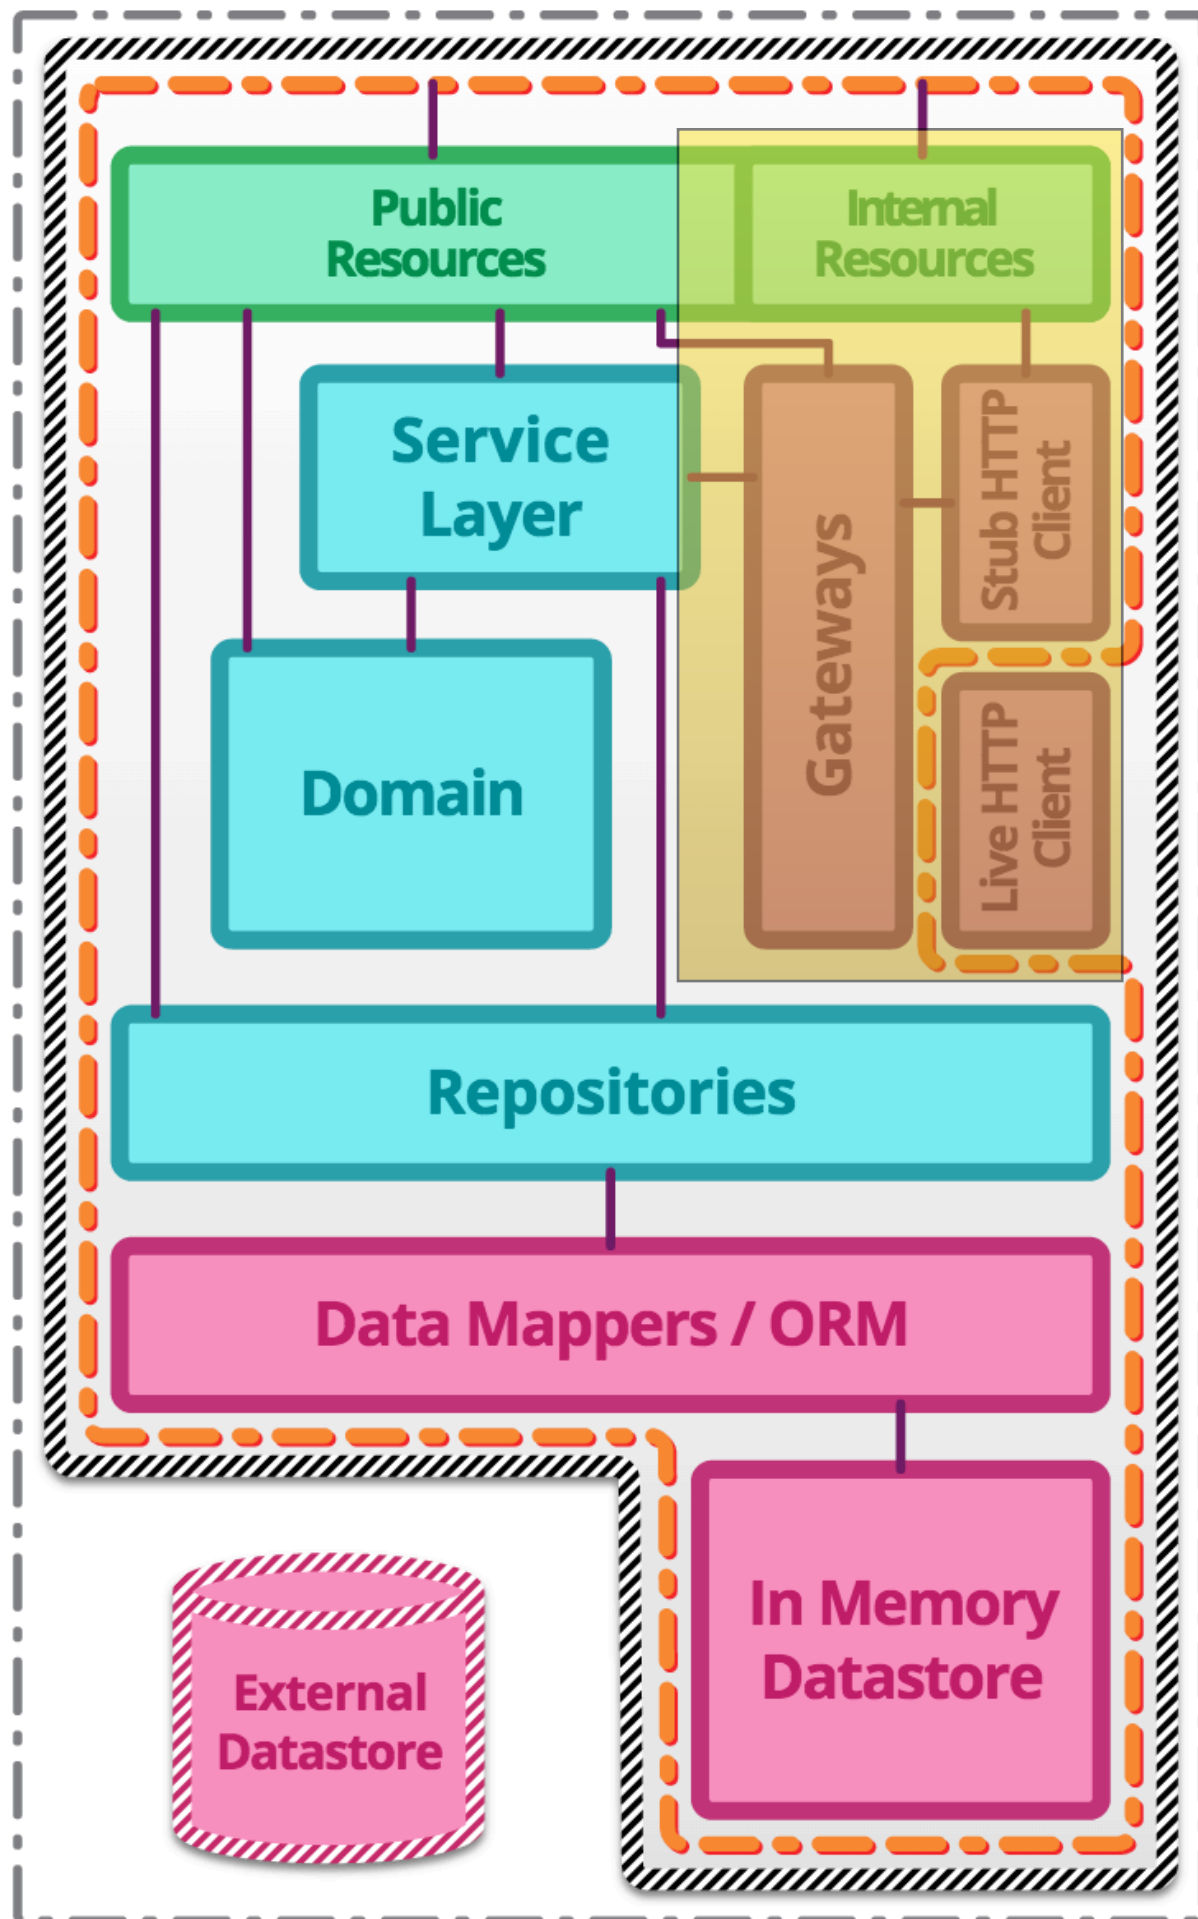 Public
Resources
Internal
Resources
Service
Layer
Gateways
Stub HTTP
Client
Domain
Live HTTP
Client
Repositories
Data Mappers / ORM
In Memory
Datastore
External
Datastore